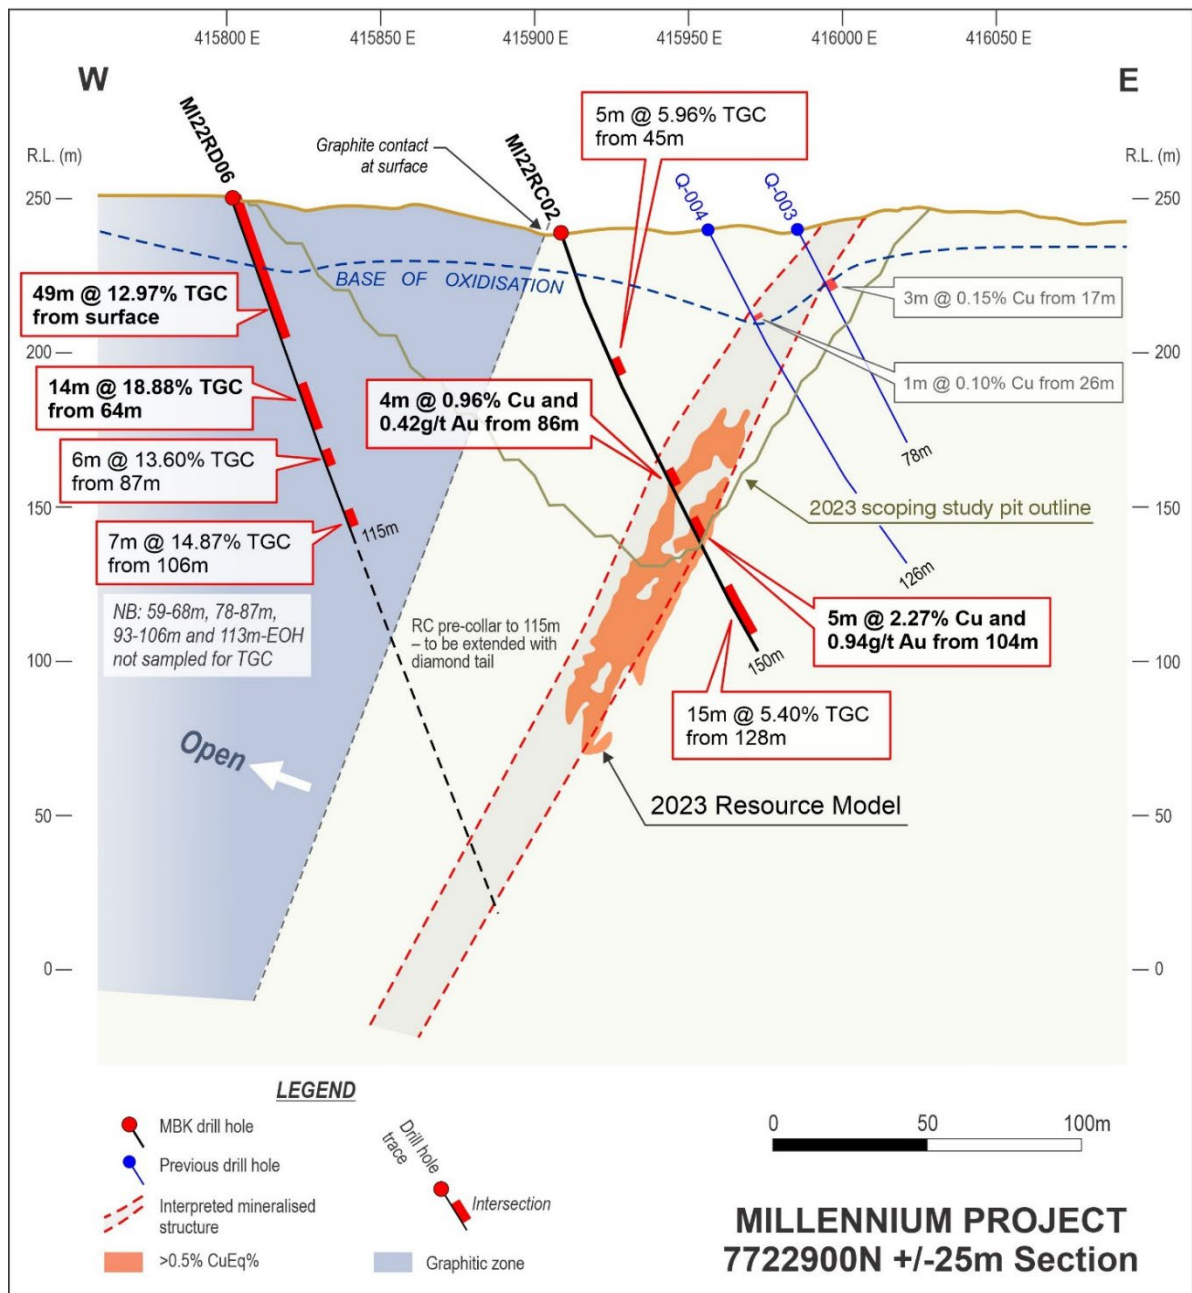 415800 E
415850 E
415900 E
415950 E
416000 E
416050 E
W
E
MI22RD06
Graphite contact
at surface
MI22RC02
5m @ 5.96% TGC
from 45m
Q-004
Q-003
R.L. (m)
R.L. (m)
250
250
BASE OF OXIDISATION
49m @ 12.97% TGC
from surface
3m @ 0.15% Cu from 17m
200
200
14m @ 18.88% TGC
from 64m
4m @ 0.96% Cu and
0.42g/t Au from 86m
1m @ 0.10% Cu from 26m
6m @ 13.60% TGC
from 87m
78m
150
150
2023 scoping study pit outline
7m @ 14.87% TGC
from 106m
115m
126m
NB: 59-68m, 78-87m,
93-106m and 113m-EOH
not sampled for TGC
RC pre-collar to 115m
– to be extended with
diamond tail
5m @ 2.27% Cu and
0.94g/t Au from 104m
100
100
150m
15m @ 5.40% TGC
from 128m
Open
2023 Resource Model
50
50
0
0
LEGEND
MBK drill hole
Previous drill hole
Interpreted mineralised
structure
>0.5% CuEq%
Drill hole
trace
Intersection
Graphitic zone
0
50
100m
MILLENNIUM PROJECT
7722900N +/-25m Section